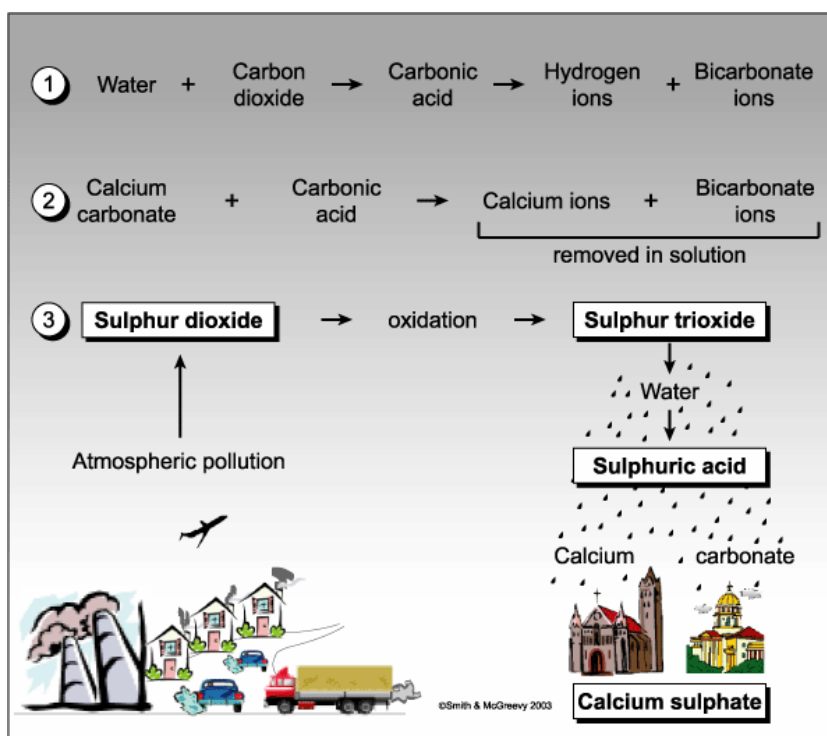 1 Water + Carbon dioxide → Carbonic acid → Hydrogen ions + Bicarbonate ions
2 Calcium carbonate + Carbonic acid → Calcium ions + Bicarbonate ions
removed in solution
3 Sulphur dioxide → oxidation → Sulphur trioxide
Water
Atmospheric pollution
Sulphuric acid
Calcium carbonate
©Smith & McGreevy 2003
Calcium sulphate